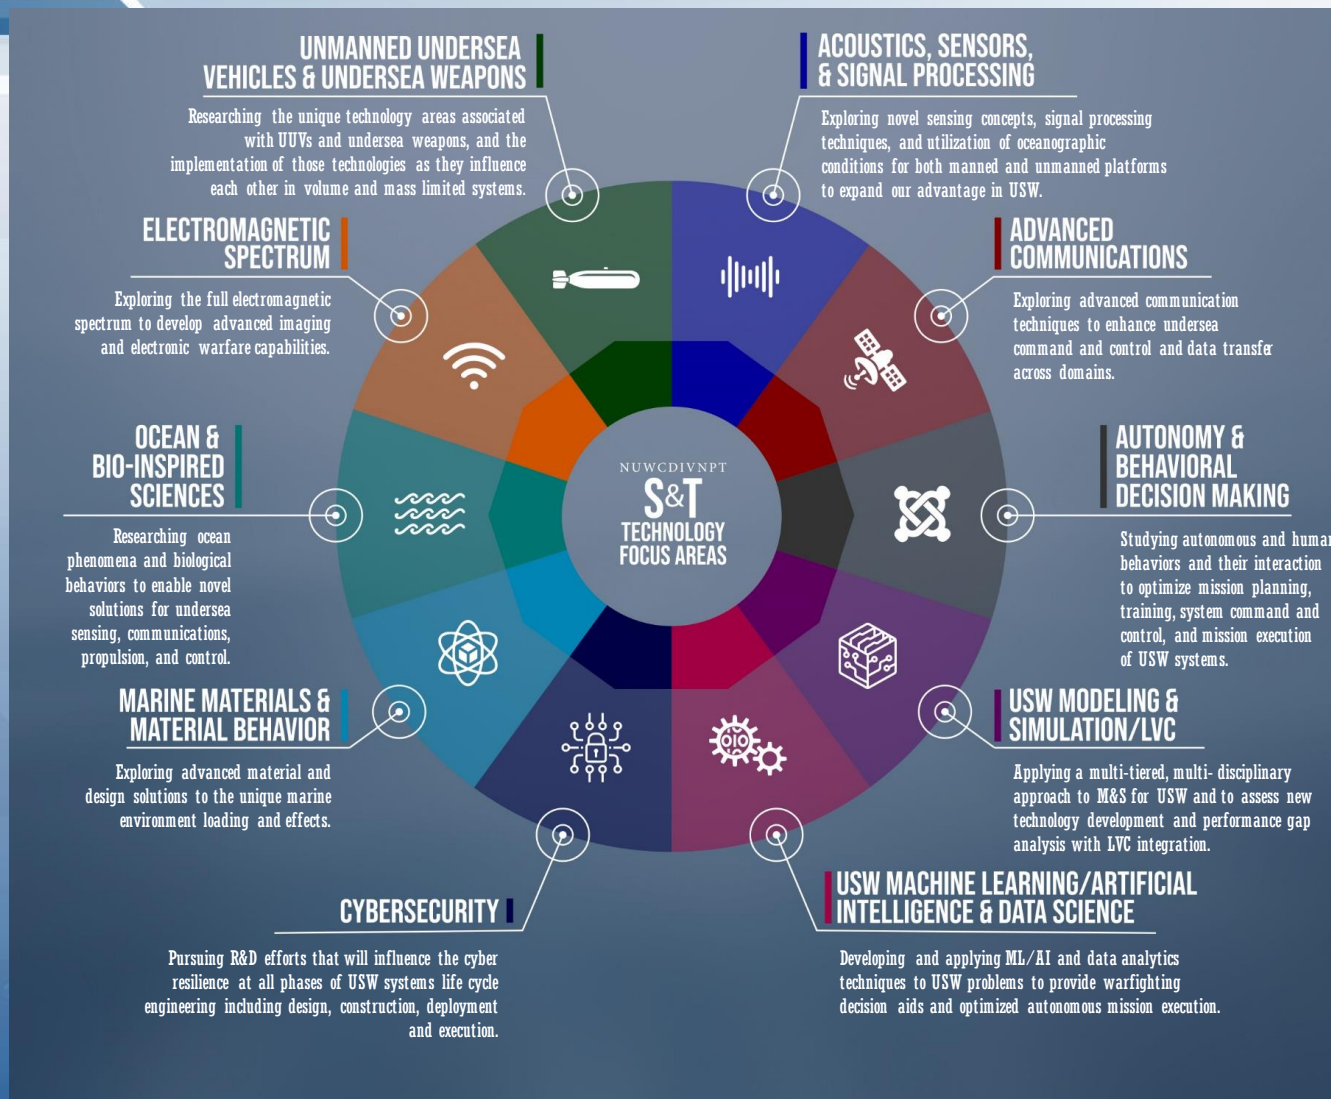 UNMANNED UNDERSEA
VEHICLES & UNDERSEA WEAPONS
Researching the unique technology areas associated
with UUVs and undersea weapons, and the
implementation of those technologies as they influence
each other in volume and mass limited systems.
ACOUSTICS, SENSORS,
& SIGNAL PROCESSING
Exploring novel sensing concepts, signal processing
techniques, and utilization of oceanographic
conditions for both manned and unmanned platforms
to expand our advantage in USW.
ELECTROMAGNETIC
SPECTRUM
Exploring the full electromagnetic
spectrum to develop advanced imaging
and electronic warfare capabilities.
ADVANCED
COMMUNICATIONS
Exploring advanced communication
techniques to enhance undersea
command and control and data transfer
across domains.
OCEAN &
BIO-INSPIRED
SCIENCES
Researching ocean
phenomena and biological
behaviors to enable novel
solutions for undersea
sensing, communications,
propulsion, and control.
NUWCDIVNPT
S&T
TECHNOLOGY
FOCUS AREAS
AUTONOMY &
BEHAVIORAL
DECISION MAKING
Studying autonomous and human
behaviors and their interaction
to optimize mission planning,
training, system command and
control, and mission execution
of USW systems.
MARINE MATERIALS &
MATERIAL BEHAVIOR
Exploring advanced material and
design solutions to the unique marine
environment loading and effects.
USW MODELING &
SIMULATION/LVC
Applying a multi-tiered, multi- disciplinary
approach to M&S for USW and to assess new
technology development and performance gap
analysis with LVC integration.
010
CYBERSECURITY
Pursuing R&D efforts that will influence the cyber
resilience at all phases of USW systems life cycle
engineering including design, construction, deployment
and execution.
USW MACHINE LEARNING/ARTIFICIAL
INTELLIGENCE & DATA SCIENCE
Developing and applying ML/AI and data analytics
techniques to USW problems to provide warfighting
decision aids and optimized autonomous mission execution.